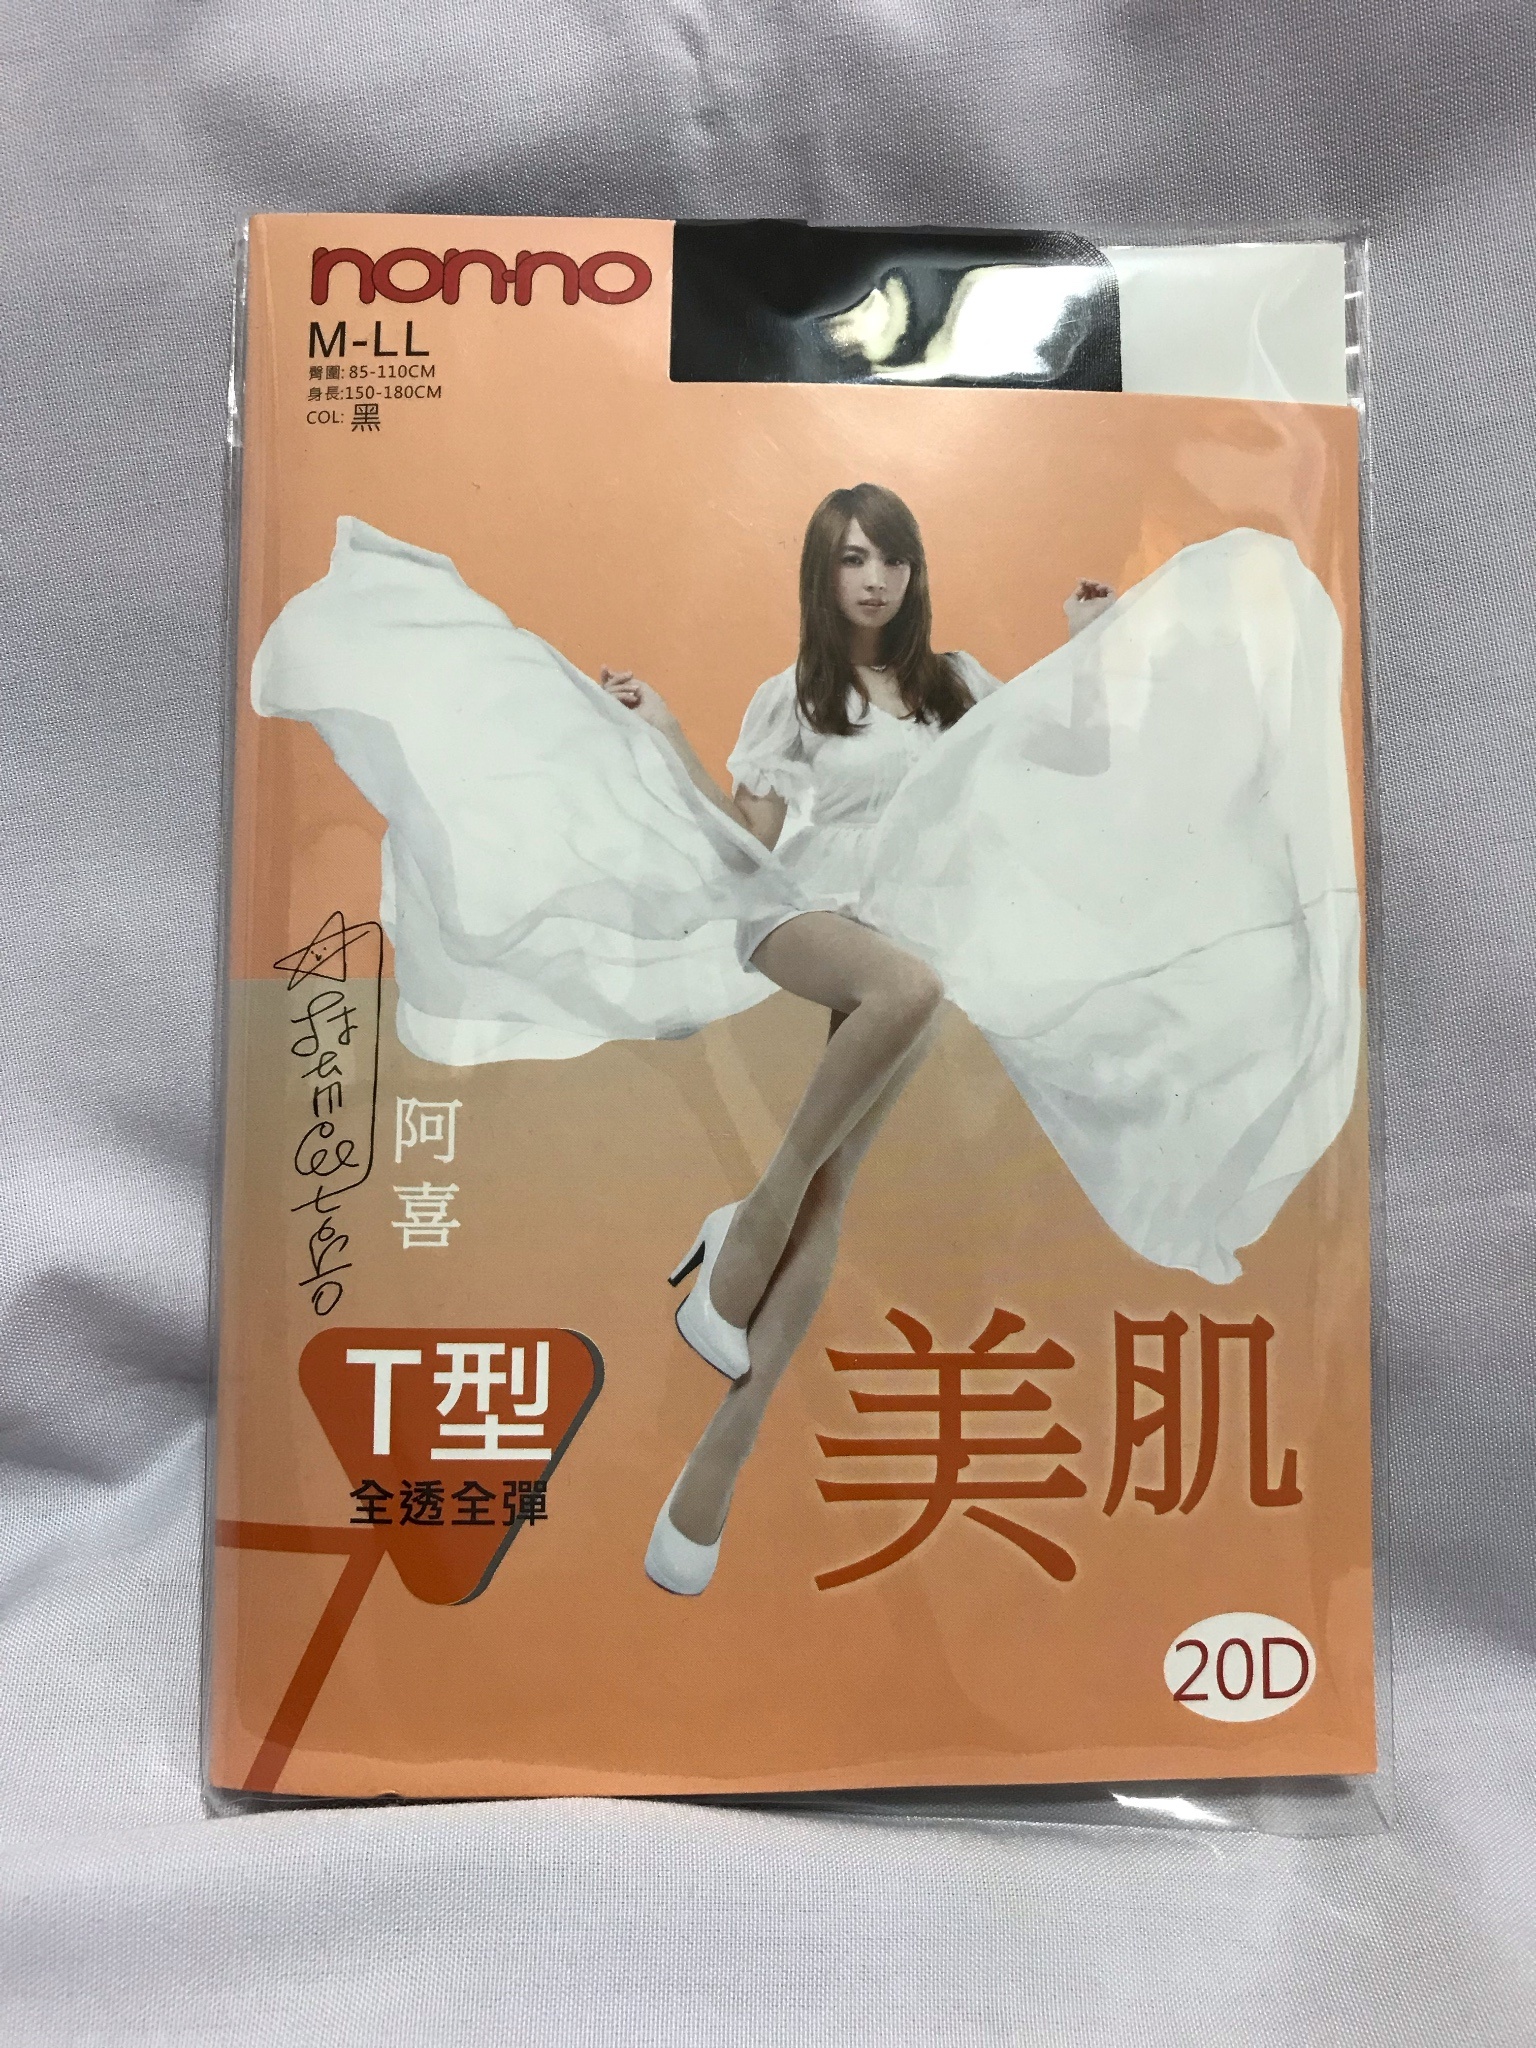 non-no
M-LL
臀圍: 85-110CM
身長:150-180CM
COL: 黑
阿喜
T型
全透全彈
美肌
20D